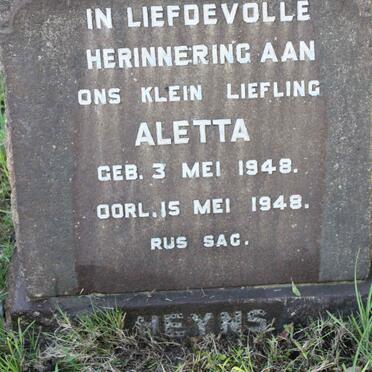 IN LIEFDEVOLLE
HERINNERING AAN
ONS KLEIN LIEFLING
ALETTA
GEB. 3 MEI 1948.
OORL. 15 MEI 1948.
RUS SAG.
HEYNS